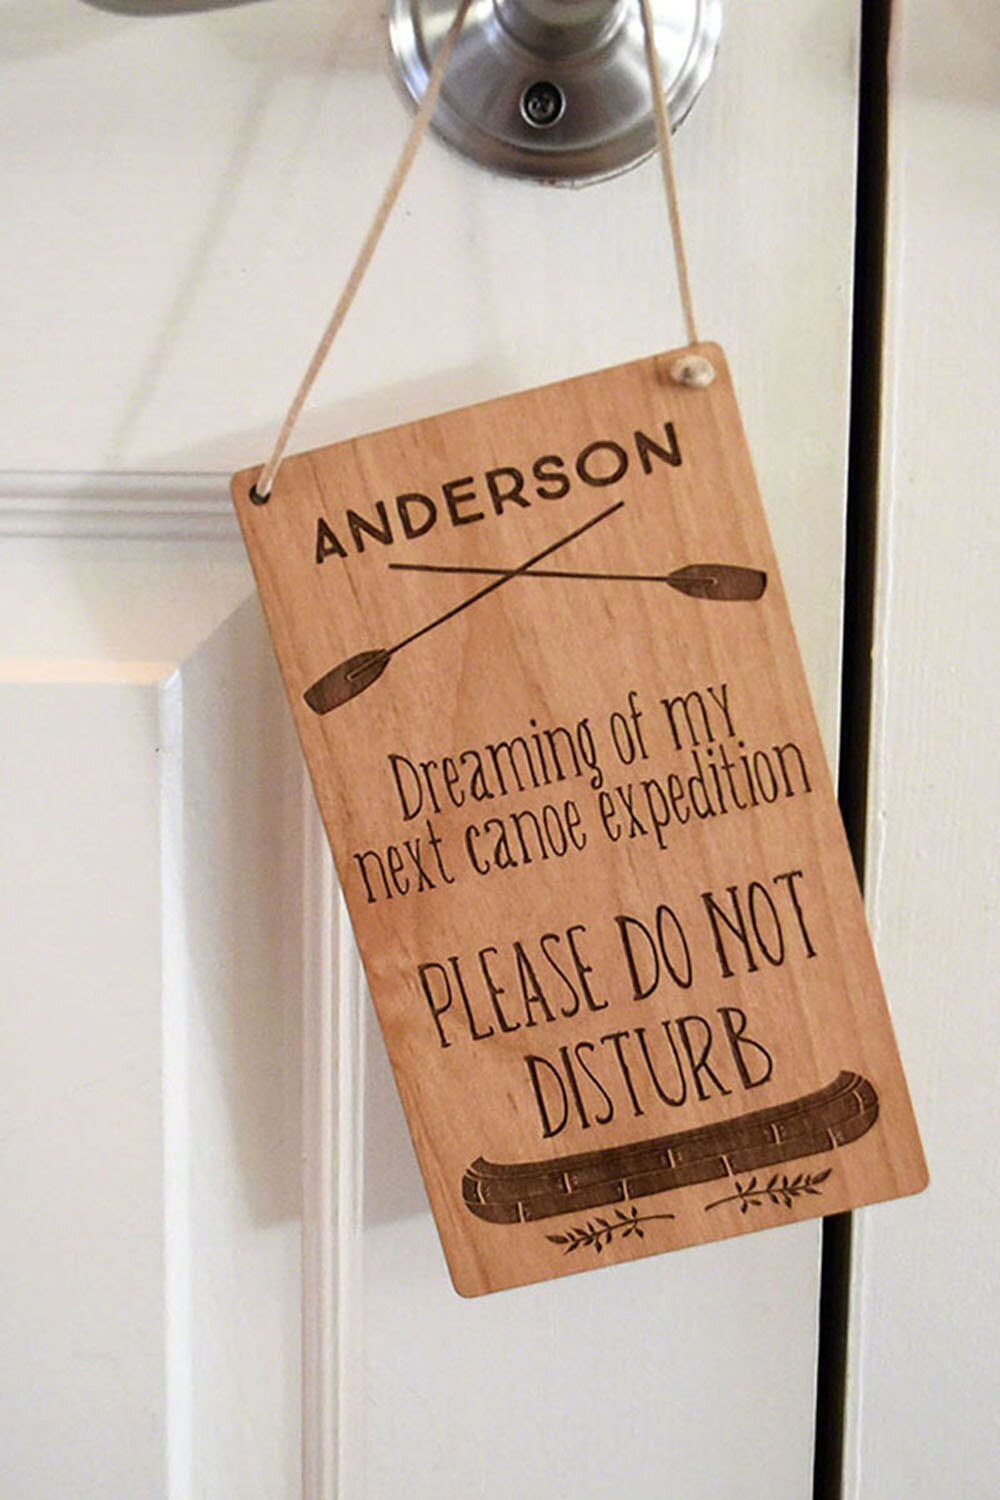 ANDERSON
Dreaming of my
next canoe expedition
PLEASE DO NOT
DISTURB